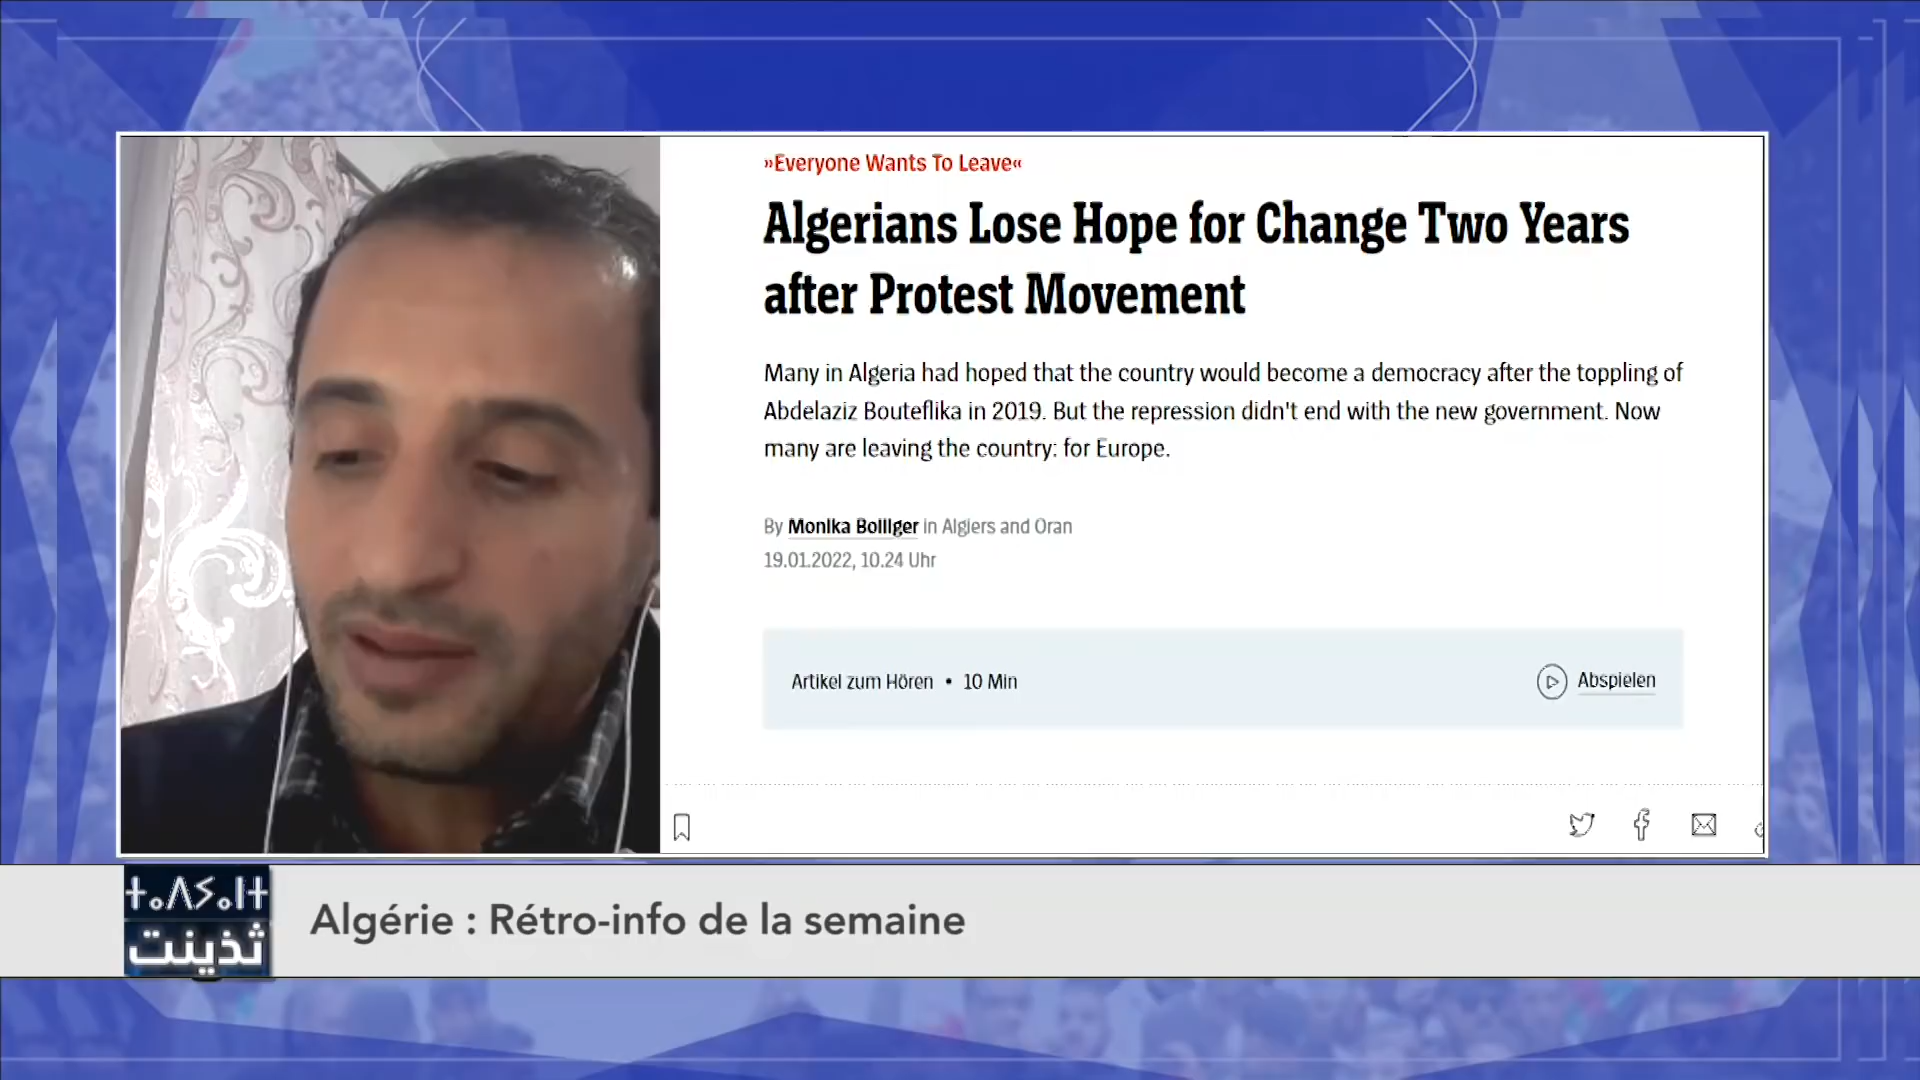 »Everyone Wants To Leave«
Algerians Lose Hope for Change Two Years
after Protest Movement
Many in Algeria had hoped that the country would become a democracy after the toppling of
Abdelaziz Bouteflika in 2019. But the repression didn't end with the new government. Now
many are leaving the country: for Europe.
By Monika Bolliger in Algiers and Oran
19.01.2022, 10.24 Uhr
Artikel zum Hören • 10 Min
Abspielen
ⵜⴰⴷⵢⴰⵏⵜ
ثذينت
Algérie : Rétro-info de la semaine